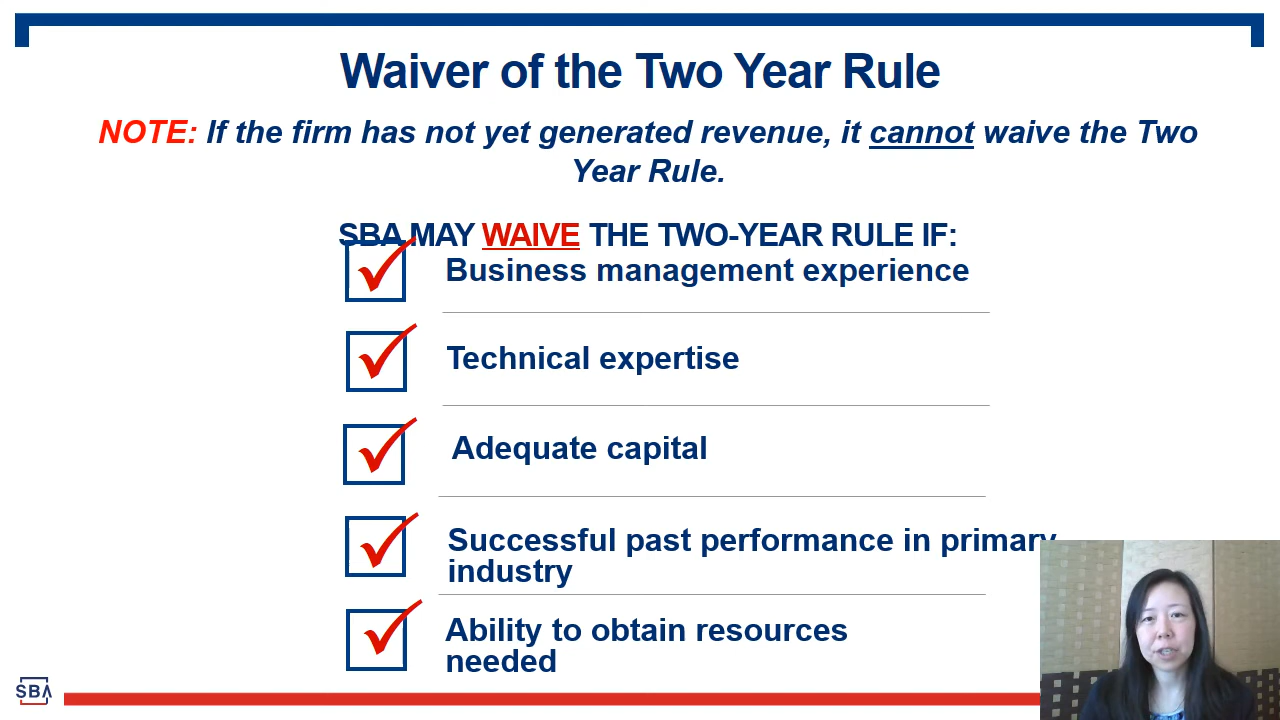 Waiver of the Two Year Rule
NOTE: If the firm has not yet generated revenue, it cannot waive the Two
Year Rule.
SBA MAY WAIVE THE TWO-YEAR RULE IF:
Business management experience
Technical expertise
Adequate capital
Successful past performance in primary
industry
Ability to obtain resources
needed
SBA